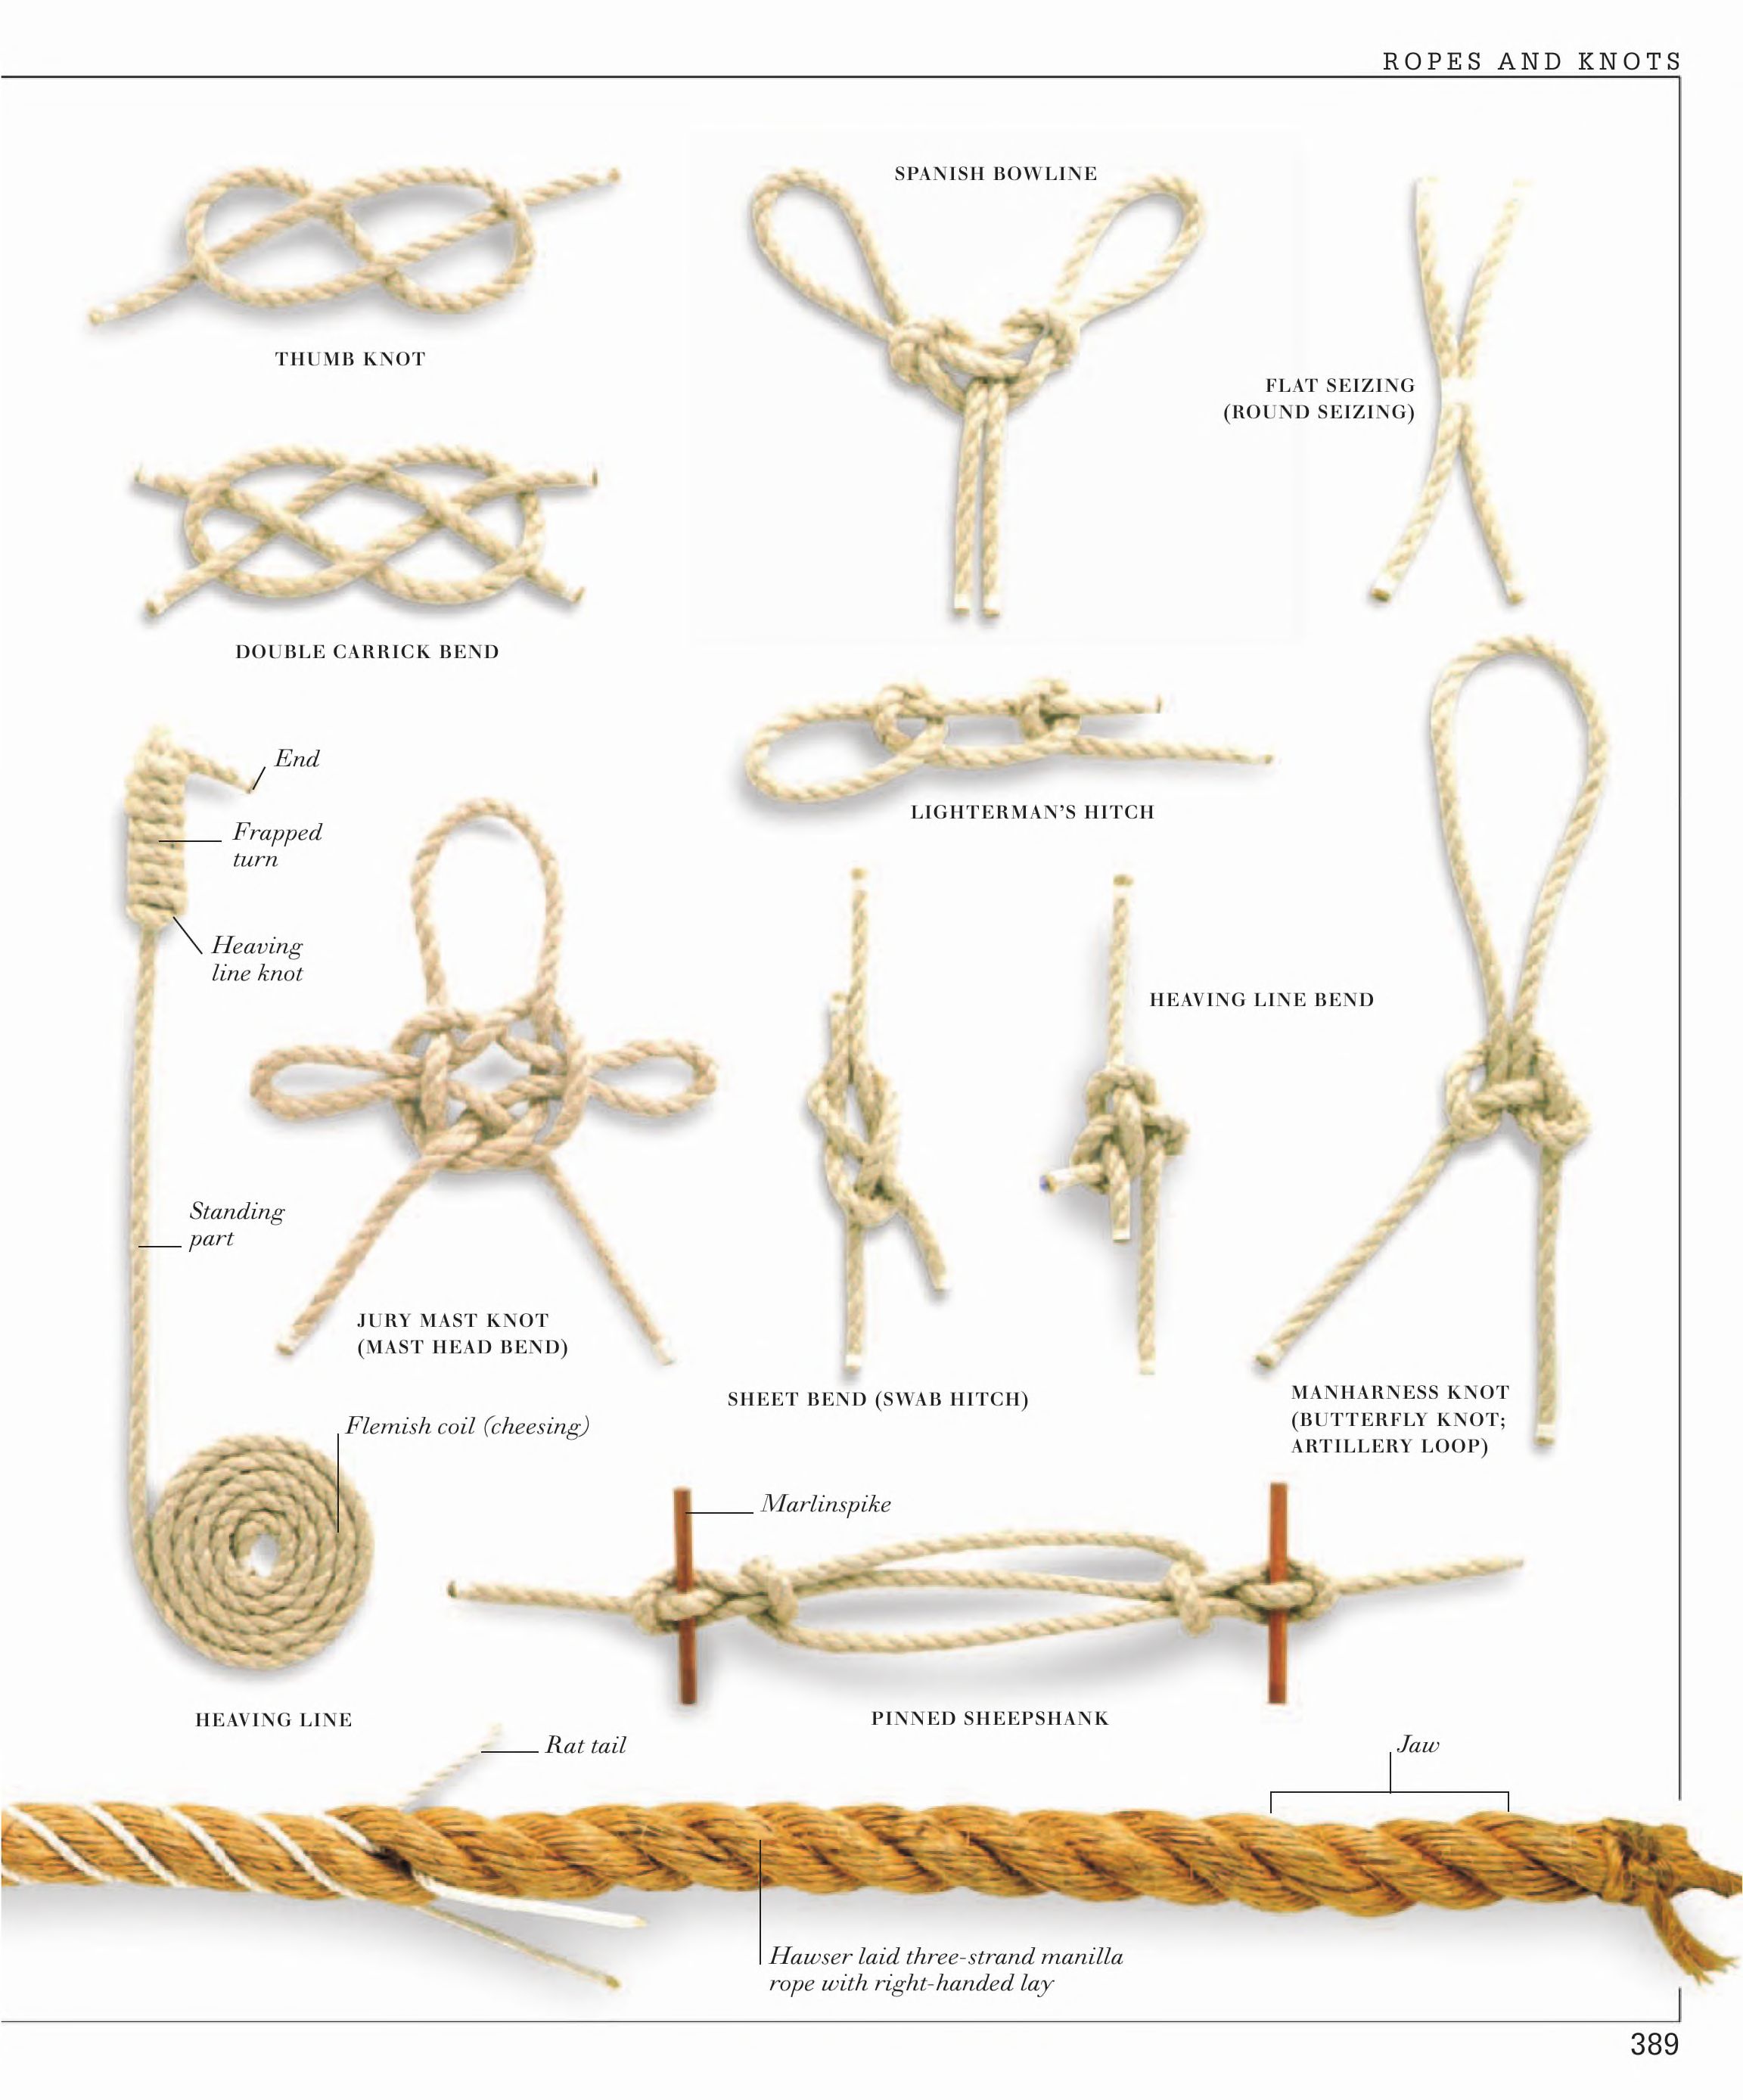 ROPES AND KNOTS
SPANISH BOWLINE
THUMB KNOT
FLAT SEIZING
(ROUND SEIZING)
DOUBLE CARRICK BEND
End
Frapped
turn
Heaving
line knot
LIGHTERMAN’S HITCH
HEAVING LINE BEND
Standing
part
JURY MAST KNOT
(MAST HEAD BEND)
SHEET BEND (SWAB HITCH)
MANHARNESS KNOT
(BUTTERFLY KNOT;
ARTILLERY LOOP)
Flemish coil (cheesing)
Marlinspike
HEAVING LINE
PINNED SHEEPSHANK
Rat tail
Jaw
Hawser laid three-strand manilla
rope with right-handed lay
389